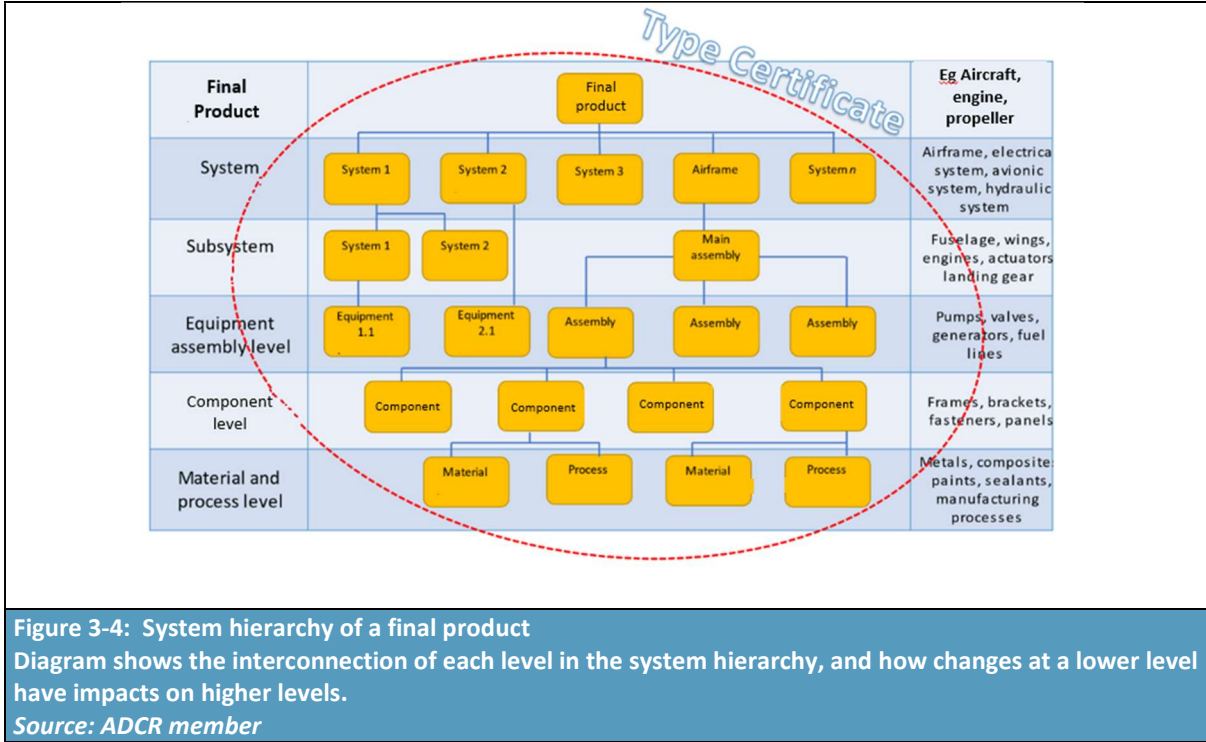 Type Certificate
Final
Product
Final
product
Eg Aircraft,
engine,
propeller
System
System 1
System 2
System 3
Airframe
System n
Airframe, electrica
system, avionic
system, hydraulic
system
Subsystem
System 1
System 2
Main
assembly
Fuselage, wings,
engines, actuators
landing gear
Equipment
assembly level
Equipment
1.1
Equipment
2.1
Assembly
Assembly
Assembly
Pumps, valves,
generators, fuel
lines
Component
level
Component
Component
Component
Component
Frames, brackets,
fasteners, panels
Material and
process level
Material
Process
Material
Process
Metals, composite
paints, sealants,
manufacturing
processes
Figure 3-4: System hierarchy of a final product
Diagram shows the interconnection of each level in the system hierarchy, and how changes at a lower level
have impacts on higher levels.
Source: ADCR member